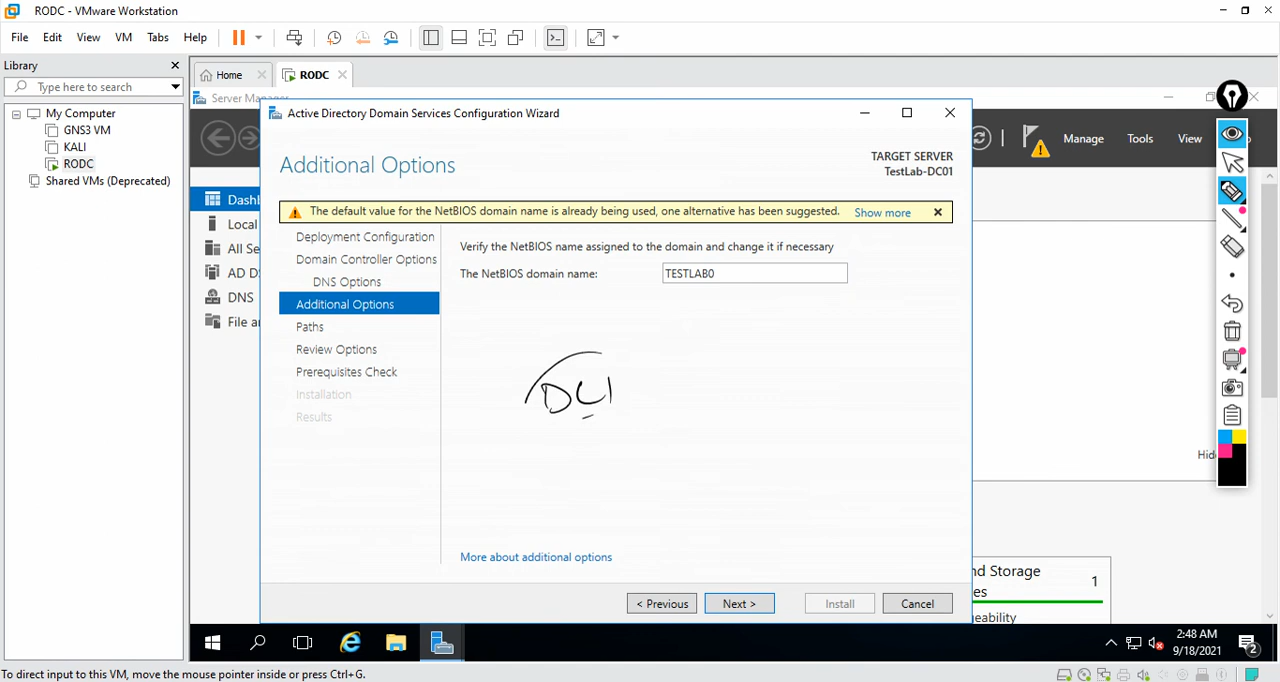 RODC - VMware Workstation
File Edit View VM Tabs Help
Library
Type here to search
My Computer
GNS3 VM
KALI
RODC
Shared VMs (Deprecated)
Home
RODC
Server Manager
Manage Tools View
Dashb
Local
All Se
AD D
DNS
File an
Active Directory Domain Services Configuration Wizard
Additional Options
TARGET SERVER
TestLab-DC01
The default value for the NetBIOS domain name is already being used, one alternative has been suggested. Show more
Deployment Configuration
Domain Controller Options
DNS Options
Additional Options
Paths
Review Options
Prerequisites Check
Installation
Results
Verify the NetBIOS name assigned to the domain and change it if necessary
The NetBIOS domain name: TESTLAB0
More about additional options
< Previous Next > Install Cancel
Hid
nd Storage
es
1
eability
2:48 AM
9/18/2021
2
To direct input to this VM, move the mouse pointer inside or press Ctrl+G.